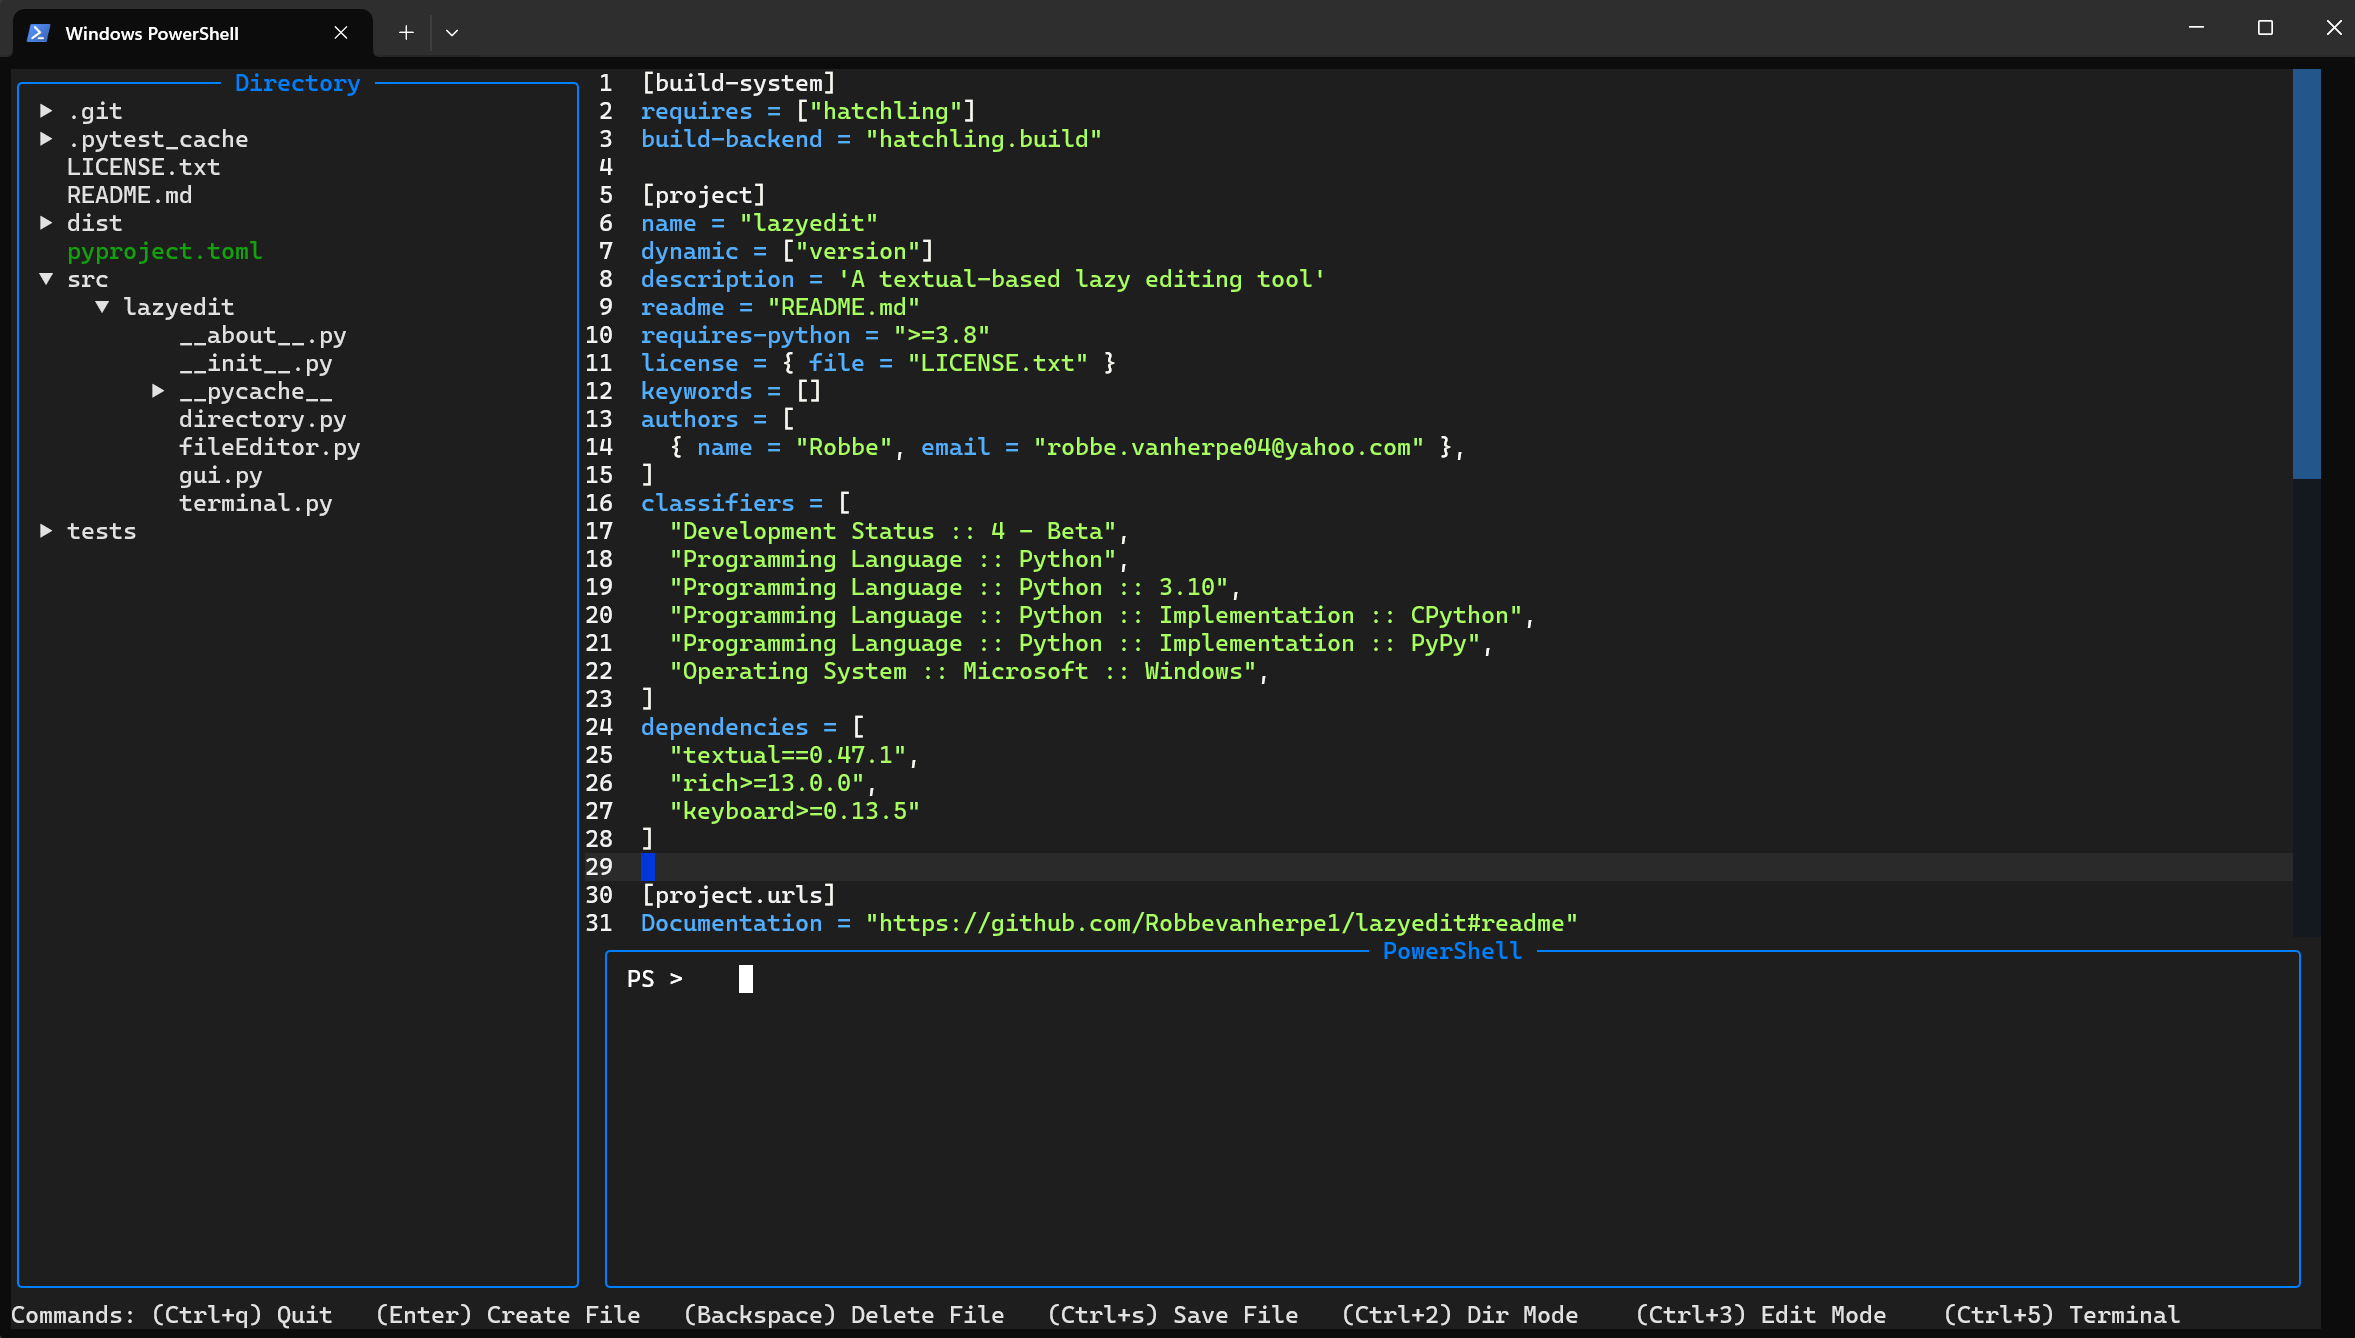 Windows PowerShell
Directory
.git
.pytest_cache
LICENSE.txt
README.md
dist
pyproject.toml
src
lazyedit
__about__.py
__init__.py
__pycache__
directory.py
fileEditor.py
gui.py
terminal.py
tests
1 [build-system]
2 requires = ["hatchling"]
3 build-backend = "hatchling.build"
4
5 [project]
6 name = "lazyedit"
7 dynamic = ["version"]
8 description = 'A textual-based lazy editing tool'
9 readme = "README.md"
10 requires-python = ">=3.8"
11 license = { file = "LICENSE.txt" }
12 keywords = []
13 authors = [
14   { name = "Robbe", email = "robbe.vanherpe04@yahoo.com" },
15 ]
16 classifiers = [
17   "Development Status :: 4 - Beta",
18   "Programming Language :: Python",
19   "Programming Language :: Python :: 3.10",
20   "Programming Language :: Python :: Implementation :: CPython",
21   "Programming Language :: Python :: Implementation :: PyPy",
22   "Operating System :: Microsoft :: Windows",
23 ]
24 dependencies = [
25   "textual==0.47.1",
26   "rich>=13.0.0",
27   "keyboard>=0.13.5"
28 ]
29
30 [project.urls]
31 Documentation = "https://github.com/Robbevanherpe1/lazyedit#readme"
PowerShell
PS >
Commands: (Ctrl+q) Quit (Enter) Create File (Backspace) Delete File (Ctrl+s) Save File (Ctrl+2) Dir Mode (Ctrl+3) Edit Mode (Ctrl+5) Terminal